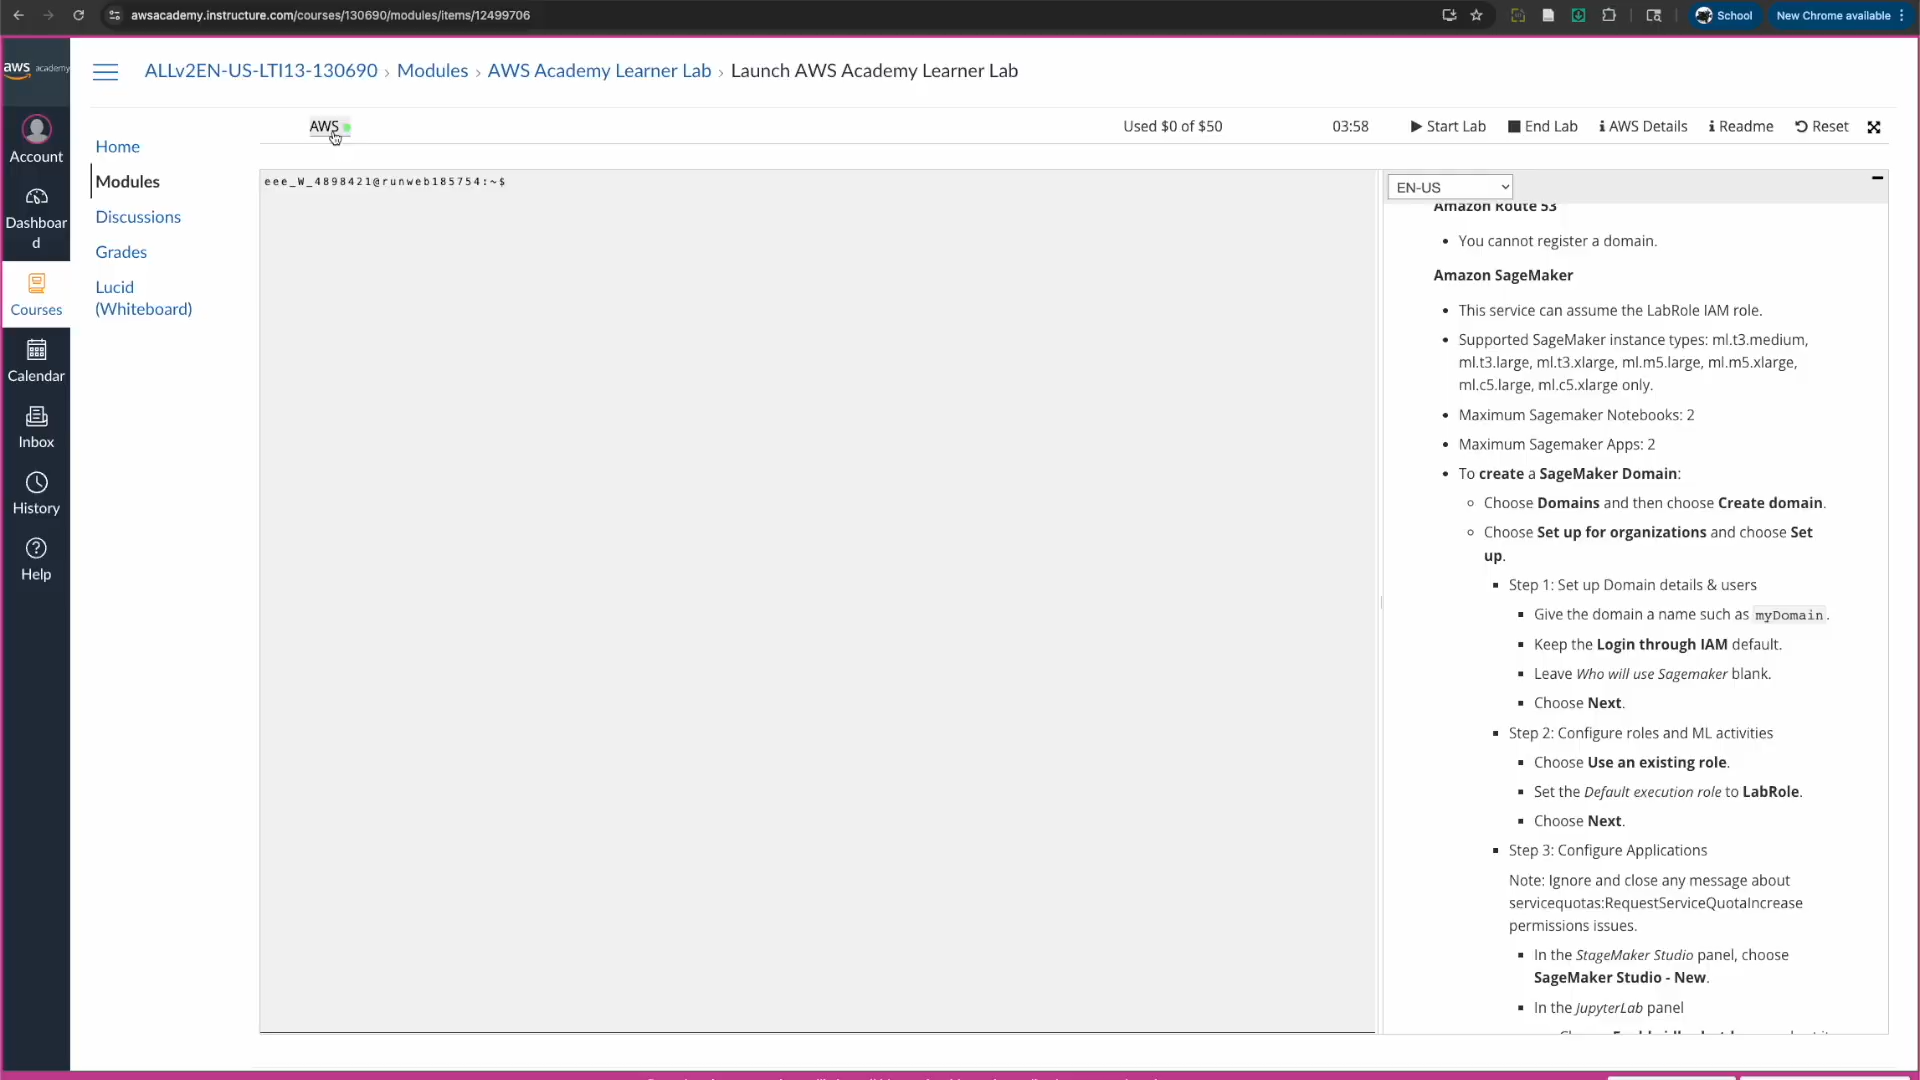 awsacademy.instructure.com/courses/130690/modules/items/12499706
School
New Chrome available
aws academy
ALLv2EN-US-LTI13-130690 › Modules › AWS Academy Learner Lab › Launch AWS Academy Learner Lab
AWS
Used $0 of $50
03:58
Start Lab
End Lab
AWS Details
Readme
Reset
Account
Dashboar
d
Courses
Calendar
Inbox
History
Help
Home
Modules
Discussions
Grades
Lucid
(Whiteboard)
eee_W_4898421@runweb185754:~$
EN-US
Amazon Route 53
• You cannot register a domain.
Amazon SageMaker
• This service can assume the LabRole IAM role.
• Supported SageMaker instance types: ml.t3.medium,
ml.t3.large, ml.t3.xlarge, ml.m5.large, ml.m5.xlarge,
ml.c5.large, ml.c5.xlarge only.
• Maximum Sagemaker Notebooks: 2
• Maximum Sagemaker Apps: 2
• To create a SageMaker Domain:
◦ Choose Domains and then choose Create domain.
◦ Choose Set up for organizations and choose Set
up.
▪ Step 1: Set up Domain details & users
▪ Give the domain a name such as myDomain.
▪ Keep the Login through IAM default.
▪ Leave Who will use Sagemaker blank.
▪ Choose Next.
▪ Step 2: Configure roles and ML activities
▪ Choose Use an existing role.
▪ Set the Default execution role to LabRole.
▪ Choose Next.
▪ Step 3: Configure Applications
Note: Ignore and close any message about
servicequotas:RequestServiceQuotaIncrease
permissions issues.
▪ In the StageMaker Studio panel, choose
SageMaker Studio - New.
▪ In the JupyterLab panel